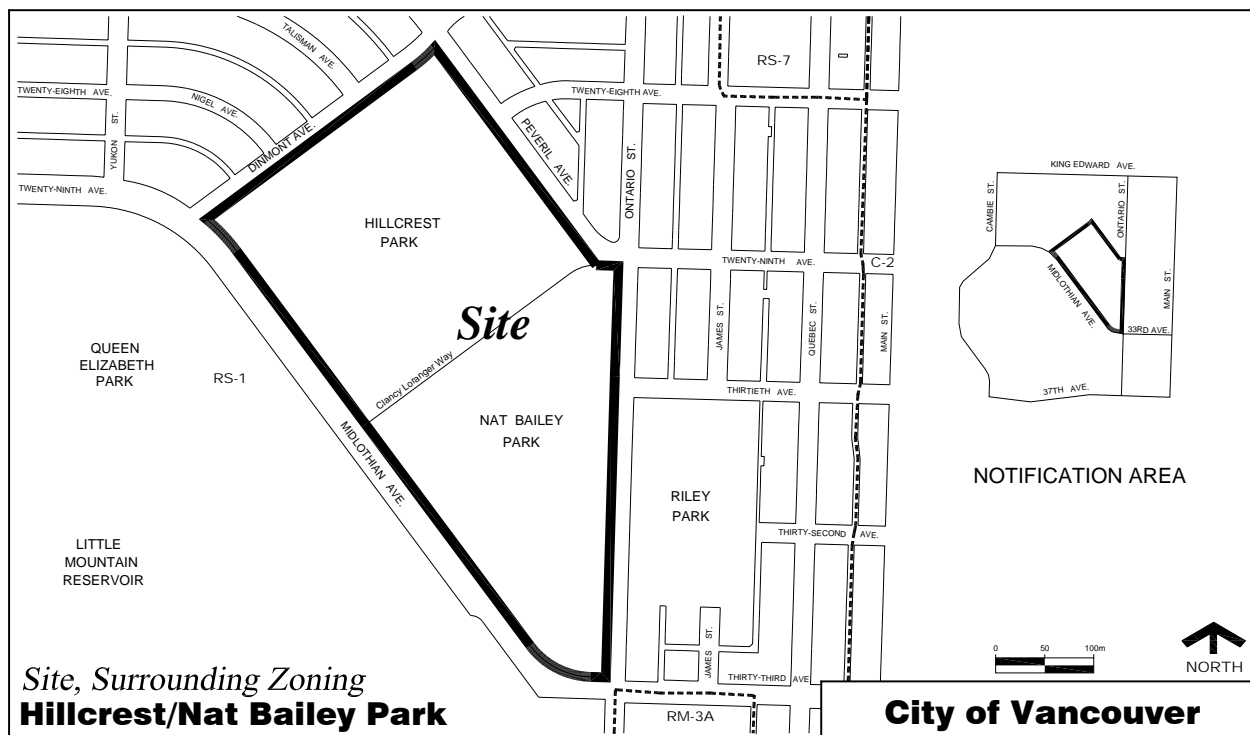 TALISMAN AVE.
RS-7
TWENTY-EIGHTH AVE.
NIGEL AVE.
TWENTY-EIGHTH AVE.
YUKON ST.
DINMONT AVE.
PEVERIL AVE.
ONTARIO ST.
KING EDWARD AVE.
CAMBIE ST.
ONTARIO ST.
TWENTY-NINTH AVE.
HILLCREST
PARK
TWENTY-NINTH AVE.
C-2
MIDLOTHIAN AVE.
MAIN ST.
33RD AVE.
37TH AVE.
Site
JAMES ST.
QUEBEC ST.
MAIN ST.
QUEEN
ELIZABETH
PARK
RS-1
Clancy Loranger Way
THIRTIETH AVE.
NAT BAILEY
PARK
MIDLOTHIAN AVE.
NOTIFICATION AREA
RILEY
PARK
THIRTY-SECOND AVE.
LITTLE
MOUNTAIN
RESERVOIR
JAMES ST.
0 50 100m
NORTH
THIRTY-THIRD AVE.
Site, Surrounding Zoning
Hillcrest/Nat Bailey Park
RM-3A
City of Vancouver